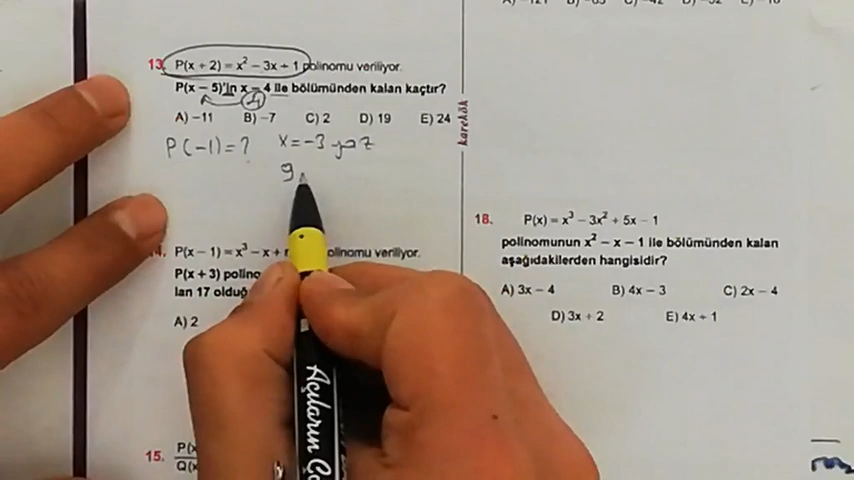 13. P(x + 2) = x² − 3x + 1 polinomu veriliyor.
P(x − 5)'in x − 4 ile bölümünden kalan kaçtır?
4
A) −11 B) −7 C) 2 D) 19 E) 24
P(-1)=? x=-3 yaz
9
14. P(x − 1) = x³ − x + polinomu veriliyor.
P(x + 3)
lan 17
A) 2
15. P(x
Q(x
karekök
18. P(x) = x³ − 3x² + 5x − 1
polinomunun x² − x − 1 ile bölümünden kalan
aşağıdakilerden hangisidir?
A) 3x − 4 B) 4x − 3 C) 2x − 4
D) 3x + 2 E) 4x + 1
Açıların